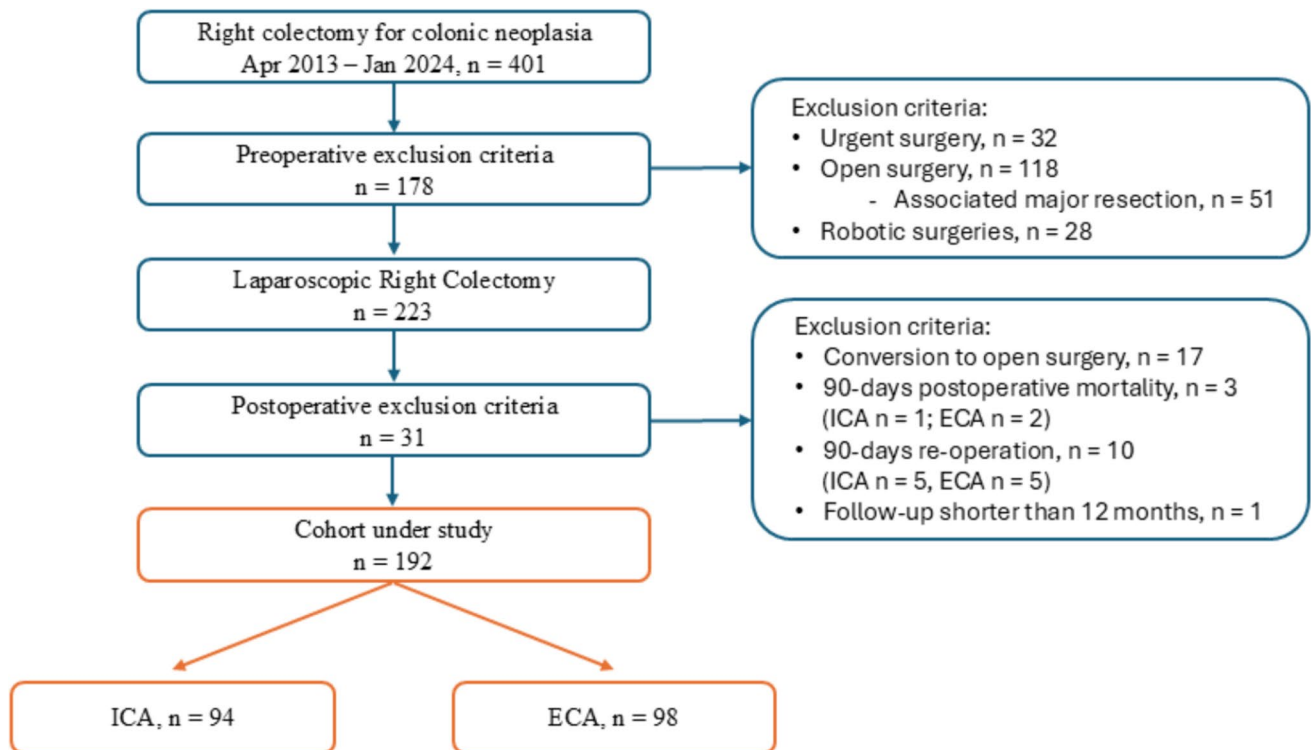 Right colectomy for colonic neoplasia
Apr 2013 – Jan 2024, n = 401
Preoperative exclusion criteria
n = 178
Exclusion criteria:
• Urgent surgery, n = 32
• Open surgery, n = 118
- Associated major resection, n = 51
• Robotic surgeries, n = 28
Laparoscopic Right Colectomy
n = 223
Postoperative exclusion criteria
n = 31
Exclusion criteria:
• Conversion to open surgery, n = 17
• 90-days postoperative mortality, n = 3
(ICA n = 1; ECA n = 2)
• 90-days re-operation, n = 10
(ICA n = 5, ECA n = 5)
• Follow-up shorter than 12 months, n = 1
Cohort under study
n = 192
ICA, n = 94
ECA, n = 98